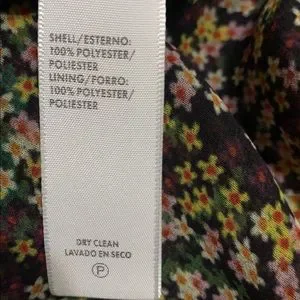 SHELL/ESTERNO:
100% POLYESTER/
POLIESTER
LINING/FORRO:
100% POLYESTER/
POLIESTER
DRY CLEAN
LAVADO EN SECO
P